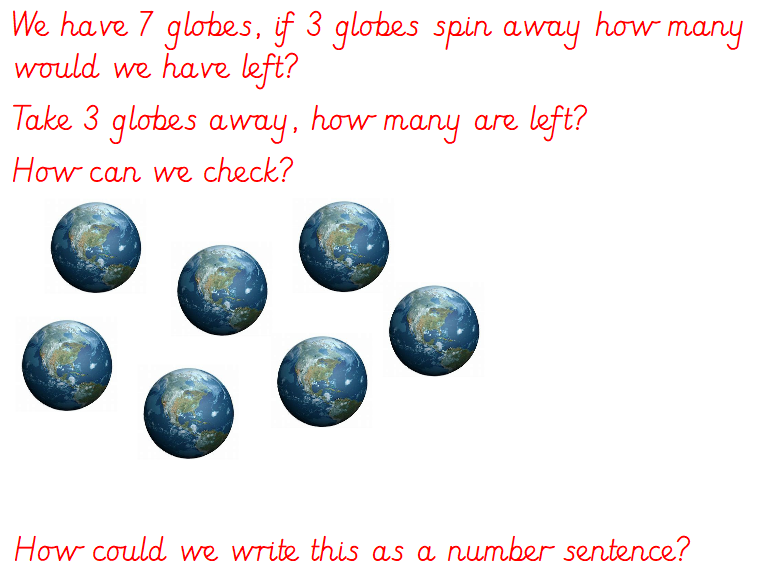 We have 7 globes, if 3 globes spin away how many
would we have left?
Take 3 globes away, how many are left?
How can we check?
How could we write this as a number sentence?